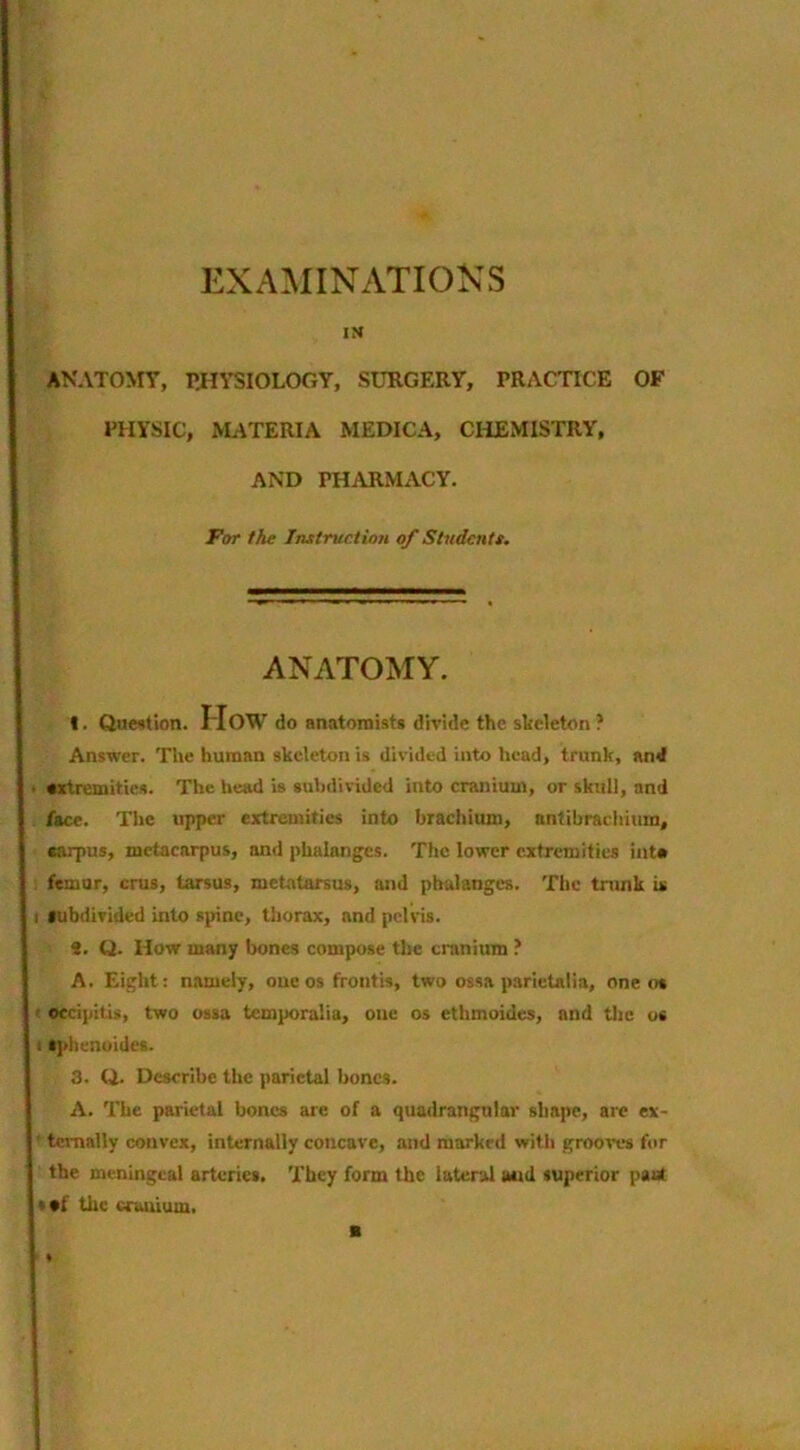 EXAMINATIONS
IN
ANATOMY, PHYSIOLOGY, SURGERY, PRACTICE OF
PHYSIC, MATERIA MEDICA, CHEMISTRY,
AND PHARMACY.
For the Instruction of Students.
ANATOMY.
1. Question. HOW do anatomists divide the skeleton?
Answer. The human skeleton is divided into head, trunk, and
extremities. The head is subdivided into cranium, or skull, and
face. The upper extremities into brachium, antibrachium,
carpus, metacarpus, and phalanges. The lower extremities into
femur, crus, tarsus, metatarsus, and phalanges. The trunk is
subdivided into spine, thorax, and pelvis.
2. Q. How many bones compose the cranium?
A. Eight: namely, one os frontis, two ossa parietalia, one os
occipitis, two ossa temporalia, one os ethmoides, and the os
sphenoides.
3. Q. Describe the parietal bones.
A. The parietal bones are of a quadrangular shape, are ex-
ternally convex, internally concave, and marked with grooves for
the meningeal arteries. They form the lateral and superior part
of the cranium.
B